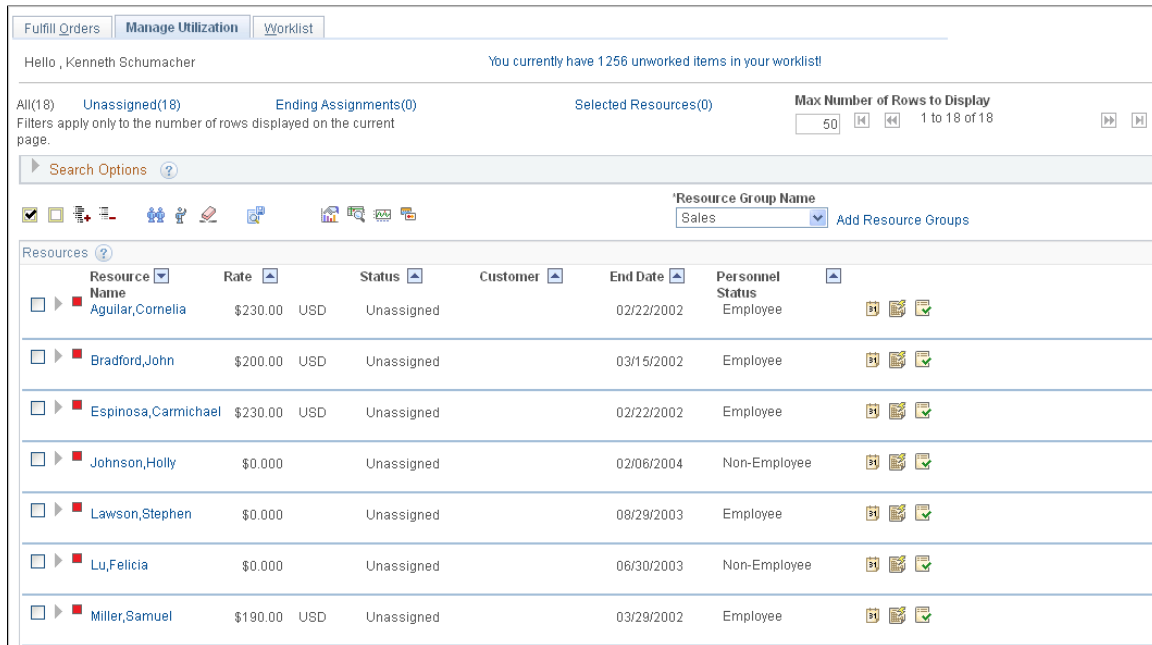 Fulfill Orders Manage Utilization Worklist
Hello , Kenneth Schumacher You currently have 1256 unworked items in your worklist!
All(18) Unassigned(18) Ending Assignments(0) Selected Resources(0) Max Number of Rows to Display
Filters apply only to the number of rows displayed on the current 50 1 to 18 of 18
page.
Search Options ?
*Resource Group Name
Sales Add Resource Groups
Resources ?
Resource Rate Status Customer End Date Personnel
Name Status
Aguilar,Cornelia $230.00 USD Unassigned 02/22/2002 Employee 31
Bradford,John $200.00 USD Unassigned 03/15/2002 Employee 31
Espinosa,Carmichael $230.00 USD Unassigned 02/22/2002 Employee 31
Johnson,Holly $0.000 Unassigned 02/06/2004 Non-Employee 31
Lawson,Stephen $0.000 Unassigned 08/29/2003 Employee 31
Lu,Felicia $0.000 Unassigned 06/30/2003 Non-Employee 31
Miller,Samuel $190.00 USD Unassigned 03/29/2002 Employee 31